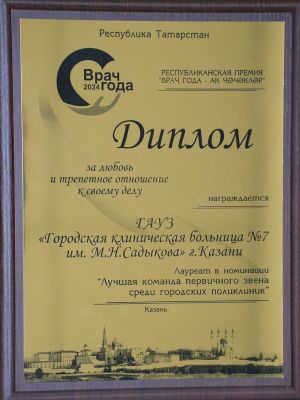 Республика Татарстан
Врач
2024 года
РЕСПУБЛИКАНСКАЯ ПРЕМИЯ
"ВРАЧ ГОДА - АК ЧӘЧӘКЛӘР"
Диплом
за любовь
и трепетное отношение
к своему делу
награждается
ГАУЗ
«Городская клиническая больница №7
им. М.Н.Садыкова» г.Казани
Лауреат в номинации
"Лучшая команда первичного звена
среди городских поликлиник"
Казань